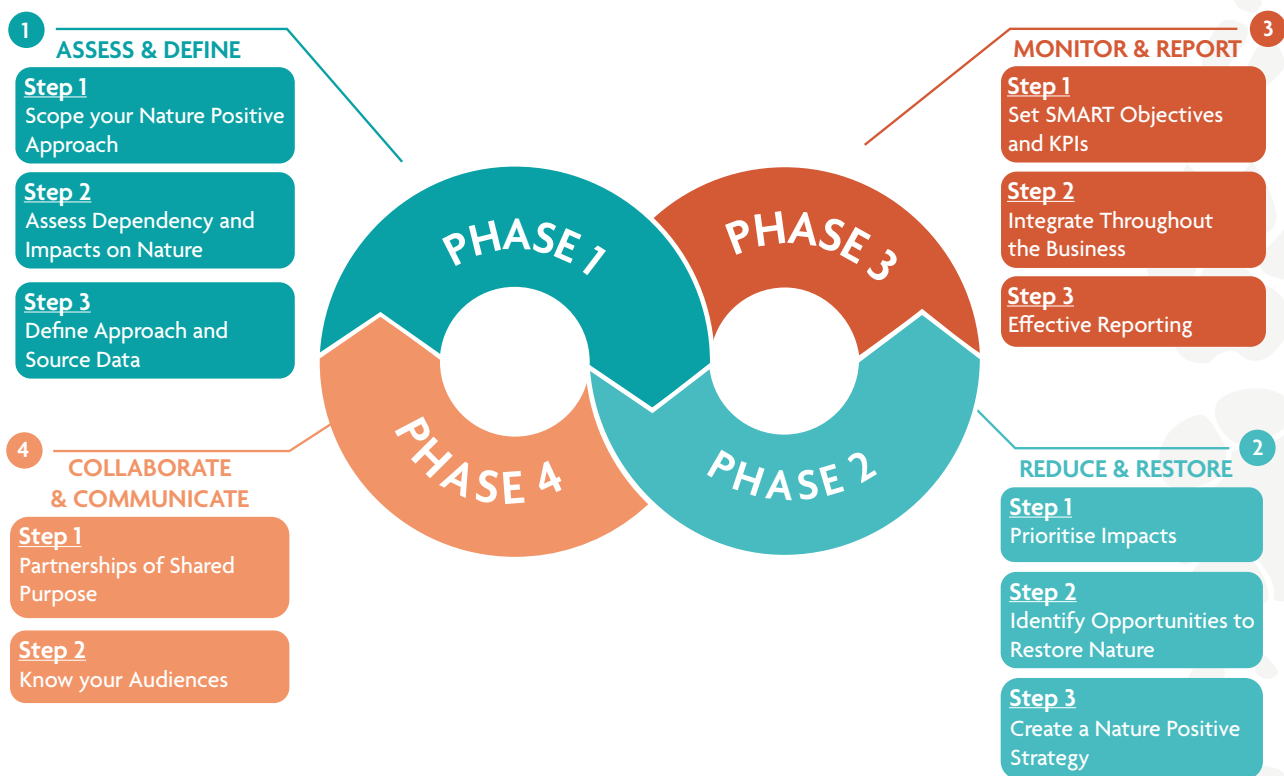 1
ASSESS & DEFINE
Step 1
Scope your Nature Positive
Approach
Step 2
Assess Dependency and
Impacts on Nature
Step 3
Define Approach and
Source Data
3
MONITOR & REPORT
Step 1
Set SMART Objectives
and KPIs
Step 2
Integrate Throughout
the Business
Step 3
Effective Reporting
PHASE 1
PHASE 3
PHASE 4
PHASE 2
4
COLLABORATE
& COMMUNICATE
Step 1
Partnerships of Shared
Purpose
Step 2
Know your Audiences
2
REDUCE & RESTORE
Step 1
Prioritise Impacts
Step 2
Identify Opportunities to
Restore Nature
Step 3
Create a Nature Positive
Strategy